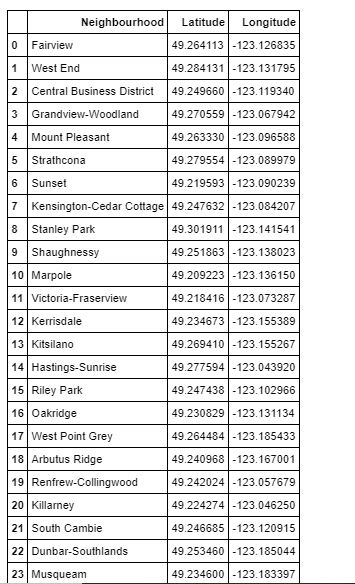 Neighbourhood Latitude Longitude
0 Fairview 49.264113 -123.126835
1 West End 49.284131 -123.131795
2 Central Business District 49.249660 -123.119340
3 Grandview-Woodland 49.270559 -123.067942
4 Mount Pleasant 49.263330 -123.096588
5 Strathcona 49.279554 -123.089979
6 Sunset 49.219593 -123.090239
7 Kensington-Cedar Cottage 49.247632 -123.084207
8 Stanley Park 49.301911 -123.141541
9 Shaughnessy 49.251863 -123.138023
10 Marpole 49.209223 -123.136150
11 Victoria-Fraserview 49.218416 -123.073287
12 Kerrisdale 49.234673 -123.155389
13 Kitsilano 49.269410 -123.155267
14 Hastings-Sunrise 49.277594 -123.043920
15 Riley Park 49.247438 -123.102966
16 Oakridge 49.230829 -123.131134
17 West Point Grey 49.264484 -123.185433
18 Arbutus Ridge 49.240968 -123.167001
19 Renfrew-Collingwood 49.242024 -123.057679
20 Killarney 49.224274 -123.046250
21 South Cambie 49.246685 -123.120915
22 Dunbar-Southlands 49.253460 -123.185044
23 Musqueam 49.234600 -123.183397